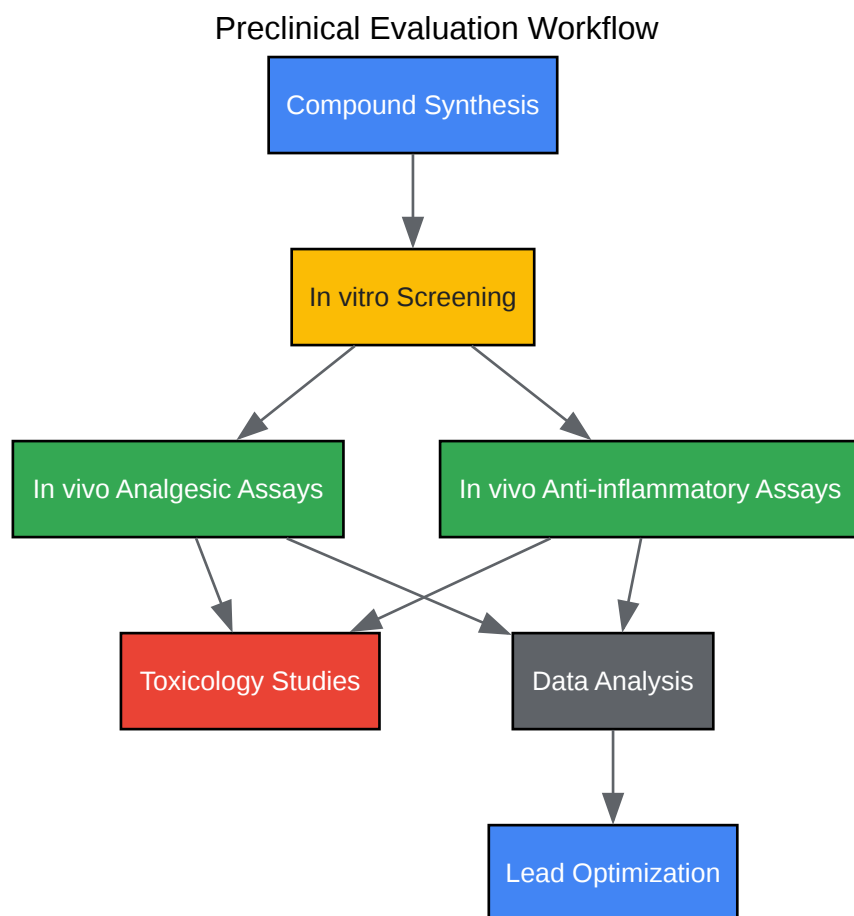 Preclinical Evaluation Workflow
Compound Synthesis
In vitro Screening
In vivo Analgesic Assays
In vivo Anti-inflammatory Assays
Toxicology Studies
Data Analysis
Lead Optimization